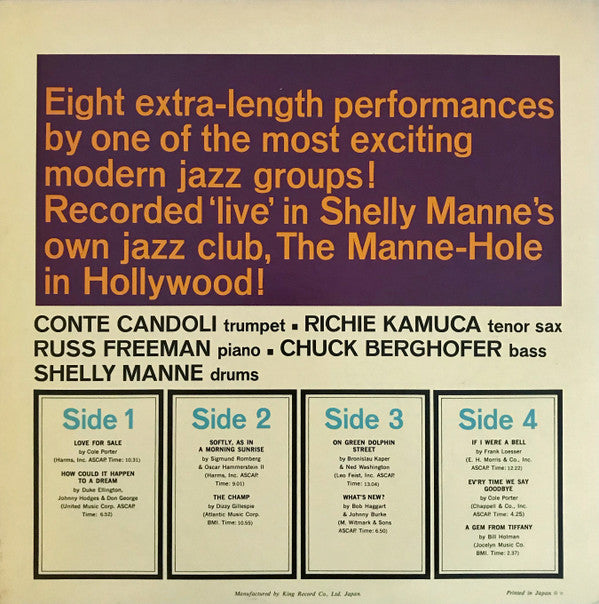 Eight extra-length performances
by one of the most exciting
modern jazz groups!
Recorded 'live' in Shelly Manne's
own jazz club, The Manne-Hole
in Hollywood!
CONTE CANDOLI trumpet ▪ RICHIE KAMUCA tenor sax
RUSS FREEMAN piano ▪ CHUCK BERGHOFER bass
SHELLY MANNE drums
Side 1
LOVE FOR SALE
by Cole Porter
(Harms, Inc. ASCAP. Time: 10.31)
HOW COULD IT HAPPEN
TO A DREAM
by Duke Ellington,
Johnny Hodges & Don George
(United Music Corp. ASCAP.
Time: 6.52)
Side 2
SOFTLY, AS IN
A MORNING SUNRISE
by Sigmund Romberg
& Oscar Hammerstein II
(Harms, Inc. ASCAP.
Time: 9.01)
THE CHAMP
by Dizzy Gillespie
(Atlantic Music Corp.
BMI. Time: 10.55)
Side 3
ON GREEN DOLPHIN
STREET
by Bronislau Kaper
& Ned Washington
(Leo Feist, Inc. ASCAP.
Time: 13.04)
WHAT'S NEW?
by Bob Haggart
& Johnny Burke
(M. Witmark & Sons
ASCAP. Time: 6.50)
Side 4
IF I WERE A BELL
by Frank Loesser
(E. H. Morris & Co., Inc.
ASCAP. Time: 12.22)
EV'RY TIME WE SAY
GOODBYE
by Cole Porter
(Chappell & Co., Inc.
ASCAP Time: 4.25)
A GEM FROM TIFFANY
by Bill Holman
(Jocelyn Music Co.
BMI. Time: 2.37)
Manufactured by King Record Co., Ltd. Japan.
Printed in Japan